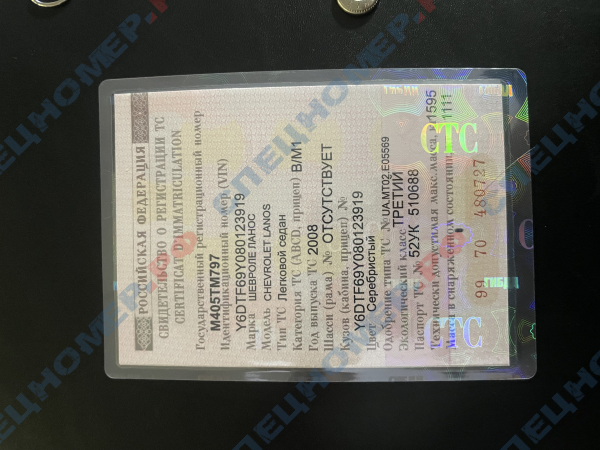 РОССИЙСКАЯ ФЕДЕРАЦИЯ
СВИДЕТЕЛЬСТВО О РЕГИСТРАЦИИ ТС
CERTIFICAT D'IMMATRICULATION
Государственный регистрационный номер
М405ТМ797
Идентификационный номер (VIN)
Y6DTF69Y080123919
Марка ШЕВРОЛЕ ЛАНОС
Модель CHEVROLET LANOS
Тип ТС Легковой седан
Категория ТС (ABCD, прицеп) B/M1
Год выпуска ТС 2008
Шасси (рама) № ОТСУТСТВУЕТ
Кузов (кабина, прицеп) №
Y6DTF69Y080123919
Цвет Серебристый
Одобрение типа ТС № UA.MT02.E05569
Экологический класс ТРЕТИЙ
Паспорт ТС № 52УК 510688
Технически допустимая макс. масса, 1595
Масса в снаряженном состоянии, 1111
99 70 480727
СТС
СТС
СПЕЦНОМЕР.РФ